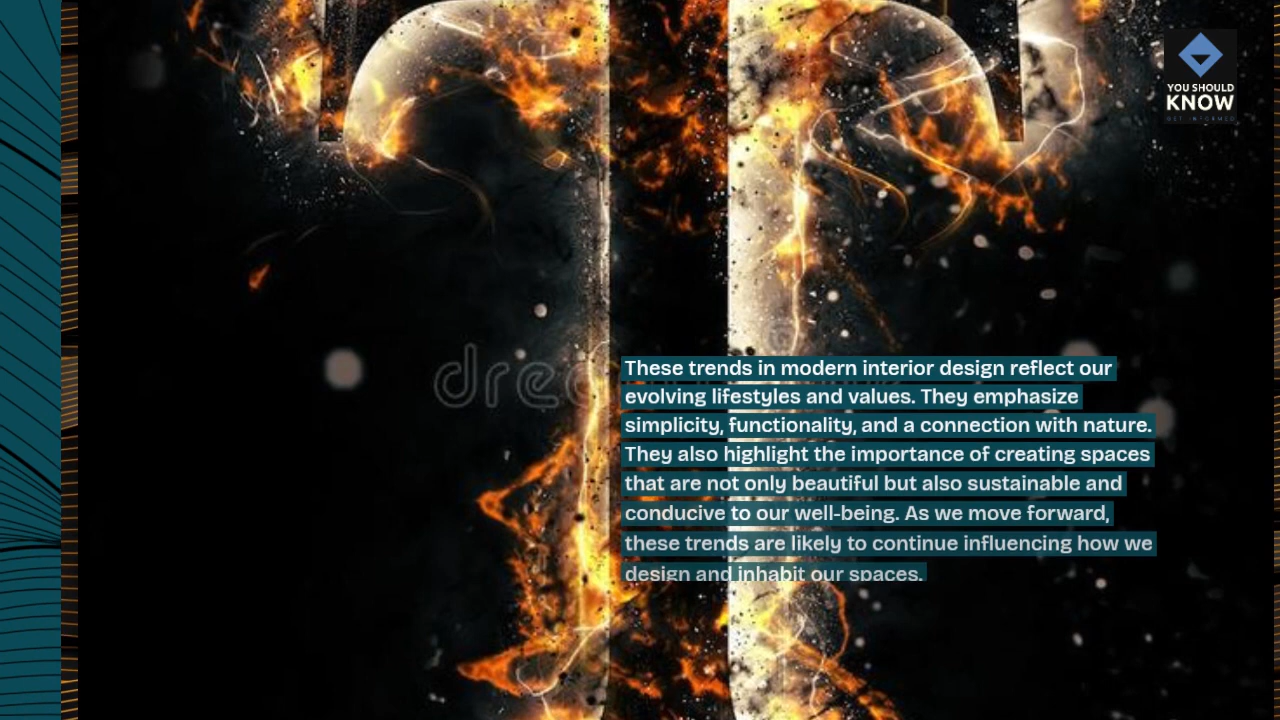 YOU SHOULD
KNOW
GET INFORMED
These trends in modern interior design reflect our
evolving lifestyles and values. They emphasize
simplicity, functionality, and a connection with nature.
They also highlight the importance of creating spaces
that are not only beautiful but also sustainable and
conducive to our well-being. As we move forward,
these trends are likely to continue influencing how we
design and inhabit our spaces.